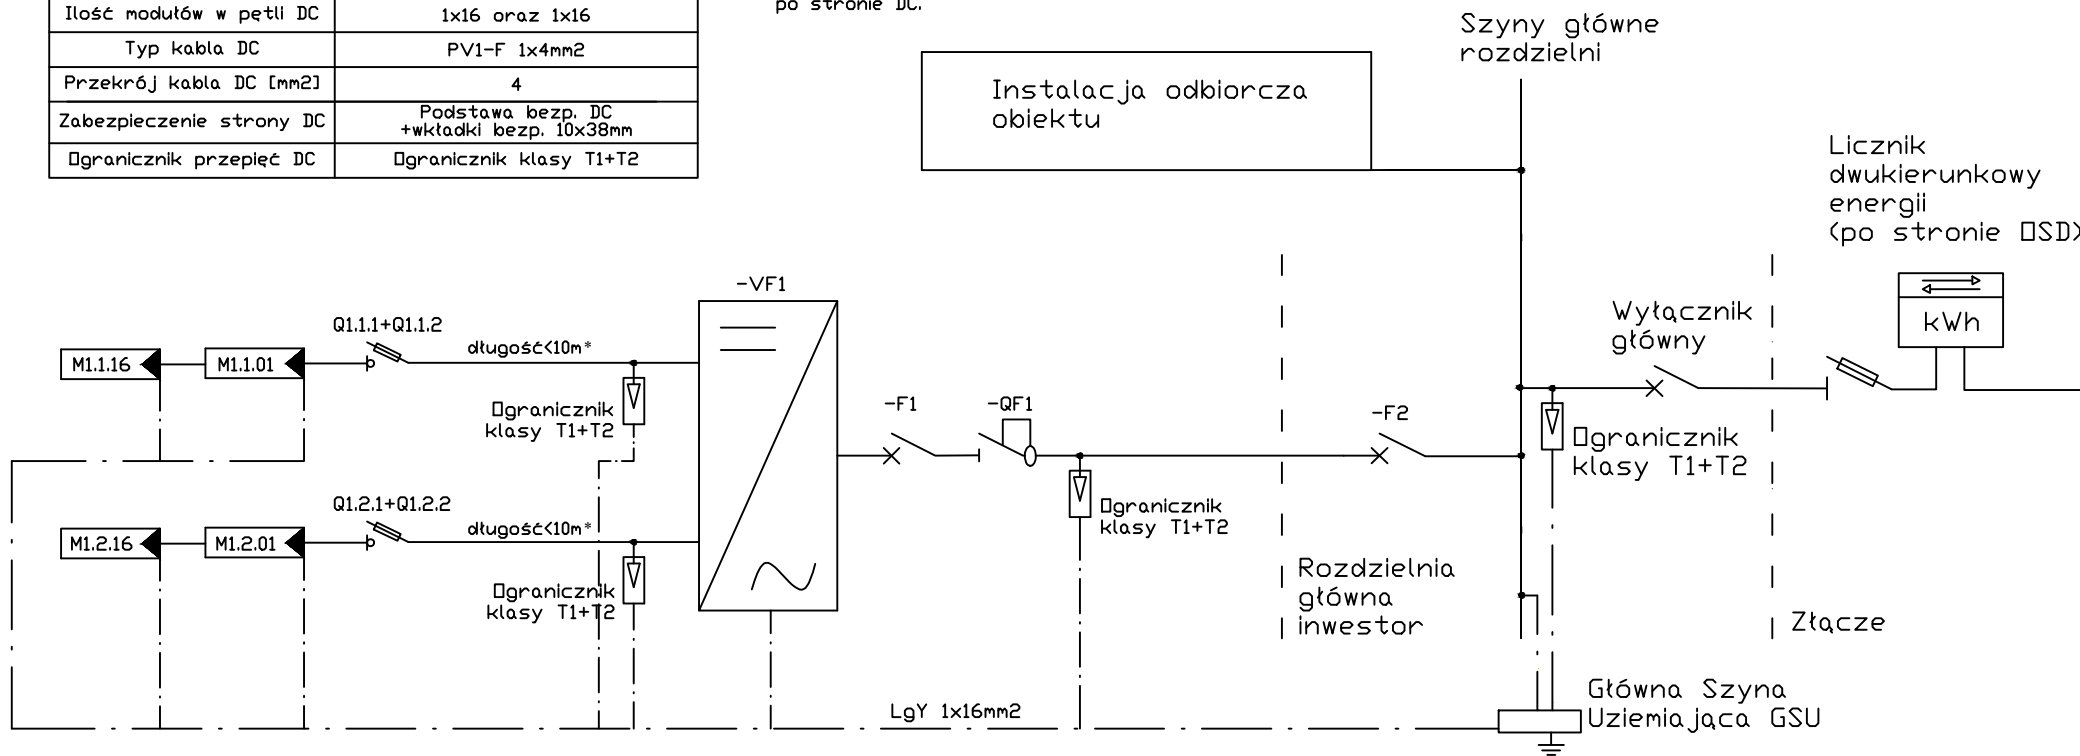 Ilość modułów w pętli DC
1x16 oraz 1x16
Typ kabla DC
PV1-F 1x4mm2
Przekrój kabla DC [mm2]
4
Zabezpieczenie strony DC
Podstawa bezp. DC
+wkładki bezp. 10x38mm
Ogranicznik przepięć DC
Ogranicznik klasy T1+T2
po stronie DC.
Instalacja odbiorcza
obiektu
Szyny główne
rozdzielni
Licznik
dwukierunkowy
energii
(po stronie OSD)
kWh
Wyłącznik
główny
-VF1
Q1.1.1+Q1.1.2
długość<10m*
M1.1.16
M1.1.01
Ogranicznik
klasy T1+T2
-F1
-QF1
-F2
Ogranicznik
klasy T1+T2
Q1.2.1+Q1.2.2
długość<10m*
M1.2.16
M1.2.01
Ogranicznik
klasy T1+T2
Ogranicznik
klasy T1+T2
Rozdzielnia
główna
inwestor
Złącze
LgY 1x16mm2
Główna Szyna
Uziemiająca GSU